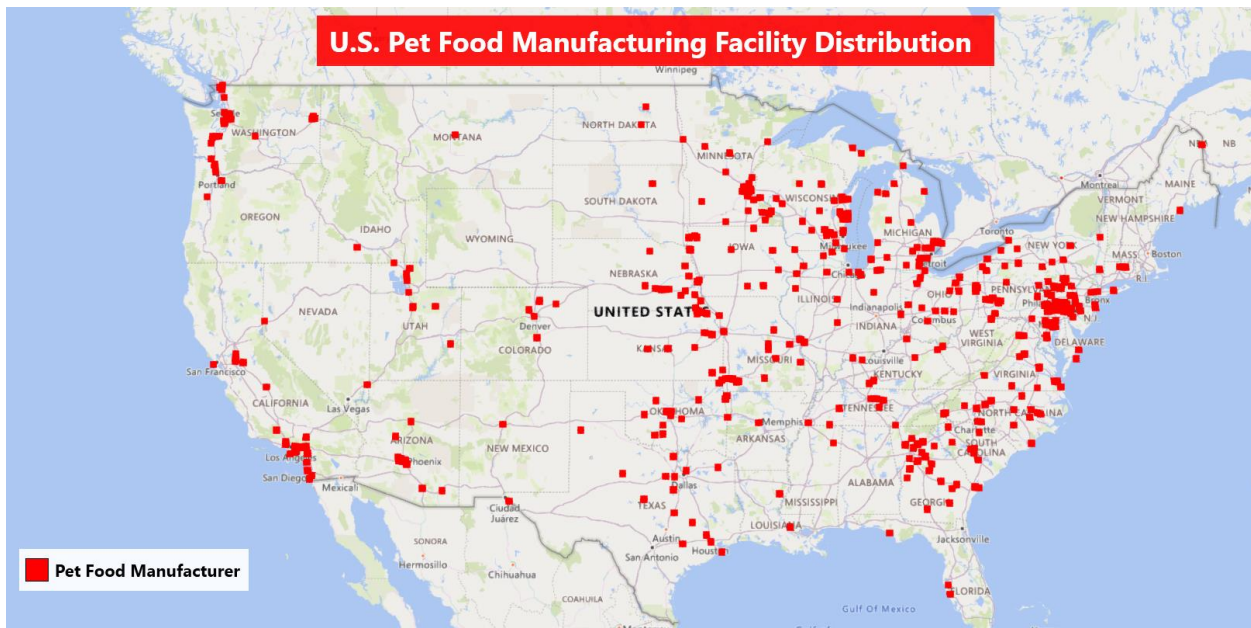 U.S. Pet Food Manufacturing Facility Distribution
Winnipeg
Seattle
WASHINGTON
MONTANA
NORTH DAKOTA
MINNESOTA
Montreal
NB
MAINE
VERMONT
Portland
OREGON
IDAHO
WYOMING
SOUTH DAKOTA
WISCONSIN
MICHIGAN
Toronto
NEW HAMPSHIRE
Milwaukee
Detroit
NEW YORK
MASS
Boston
R.I.
IOWA
Chicago
NEBRASKA
NEVADA
UTAH
Denver
COLORADO
UNITED STATES
ILLINOIS
Indianapolis
INDIANA
OHIO
Columbus
PENNSYLVANIA
Bronx
NJ
WEST
VIRGINIA
DELAWARE
San Francisco
CALIFORNIA
Las Vegas
KANSAS
MISSOURI
Louisville
KENTUCKY
VIRGINIA
Los Angeles
San Diego
Mexicali
ARIZONA
Phoenix
NEW MEXICO
OKLAHOMA
ARKANSAS
Memphis
TENNESSEE
NORTH CAROLINA
Charlotte
SOUTH
CAROLINA
Ciudad
Juárez
Dallas
TEXAS
MISSISSIPPI
ALABAMA
GEORGIA
LOUISIANA
Jacksonville
SONORA
Hermosillo
Chihuahua
COAHUILA
Austin
San Antonio
Houston
FLORIDA
Gulf Of Mexico
Pet Food Manufacturer